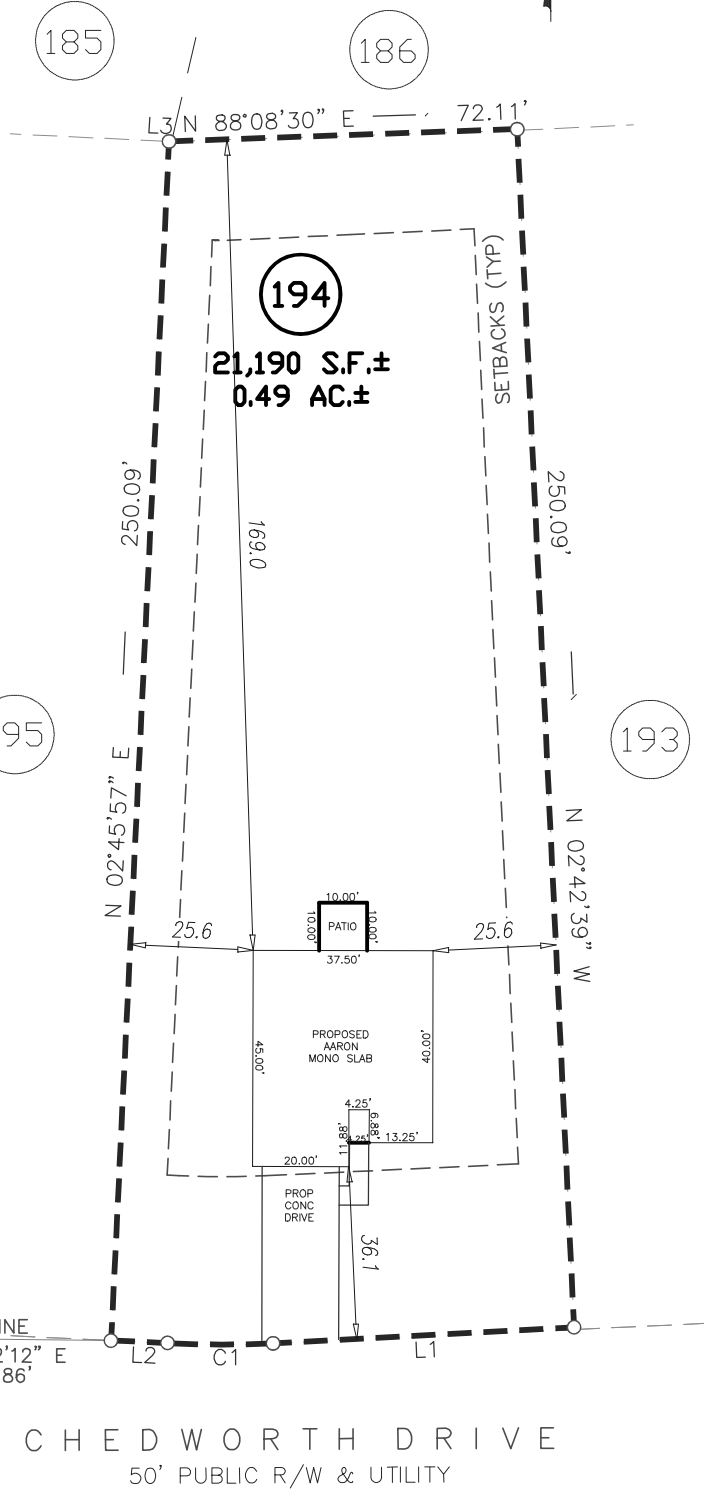 185
186
L3 N 88°08'30" E 72.11'
SETBACKS (TYP)
194
21,190 S.F.±
0.49 AC.±
250.09'
250.09'
169.0
95
193
N 02°45'57" E
N 02°42'39" W
10.00'
10.00'
PATIO
10.00'
25.6
25.6
37.50'
PROPOSED
AARON
MONO SLAB
45.00'
40.00'
4.25'
6.88'
11.88'
4.25'
13.25'
20.00'
PROP
CONC
DRIVE
36.1
INE
2'12" E
86'
L2
C1
L1
CHEDWORTH DRIVE
50' PUBLIC R/W & UTILITY